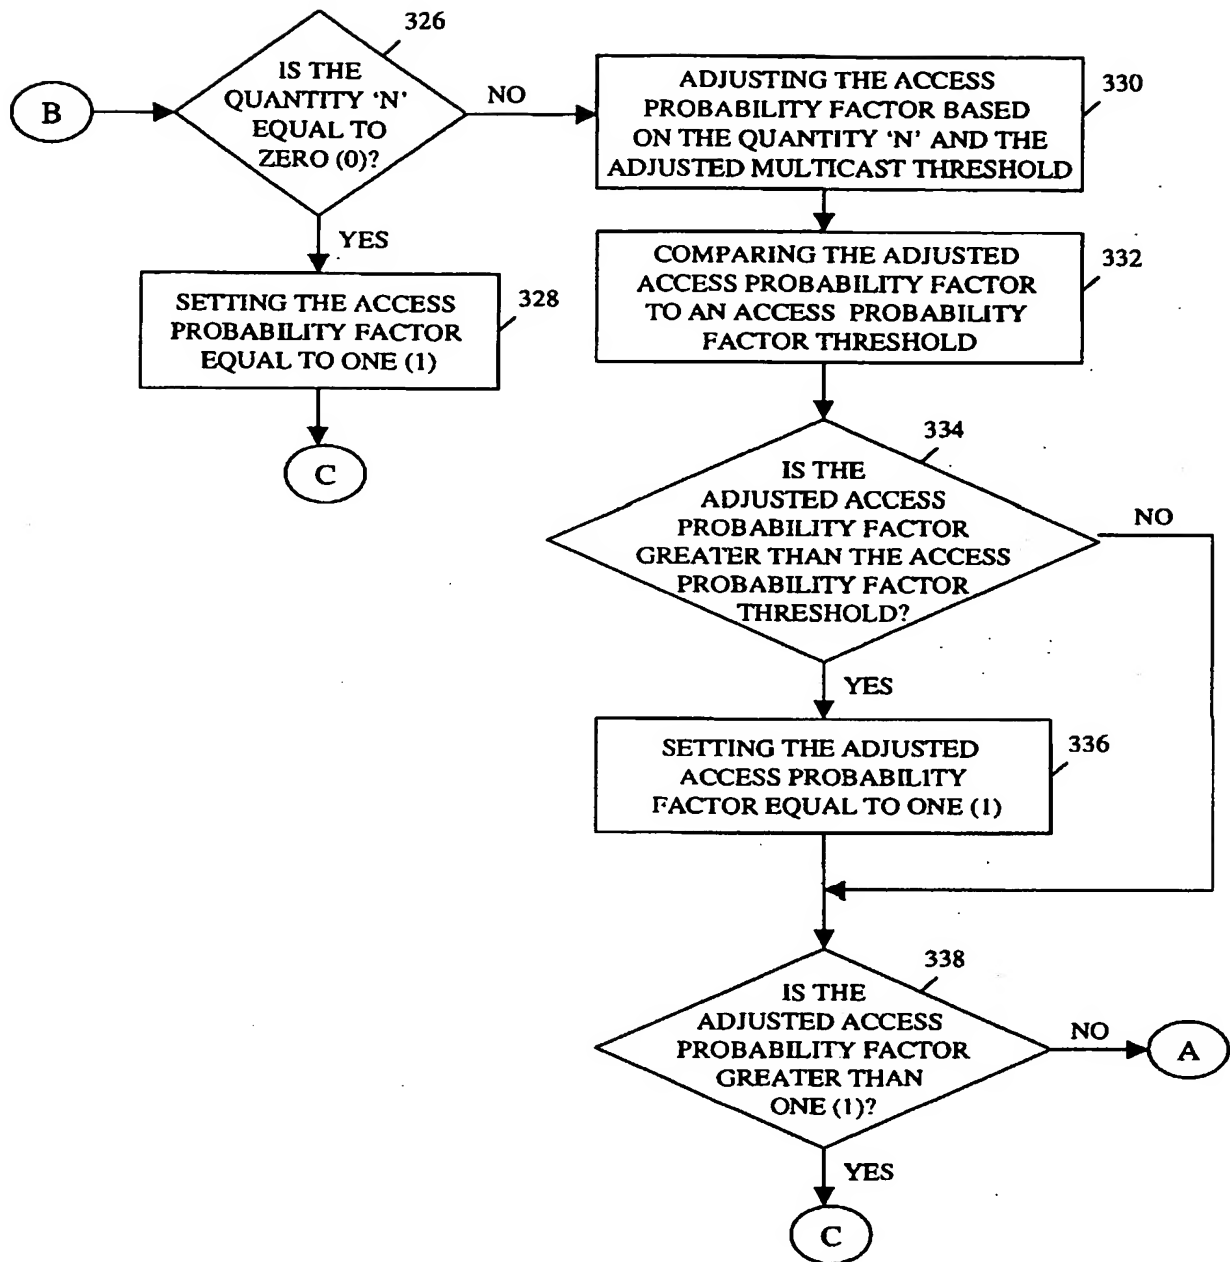 326
IS THE
QUANTITY ‘N’
EQUAL TO
ZERO (0)?
B
NO
YES
ADJUSTING THE ACCESS
PROBABILITY FACTOR BASED
ON THE QUANTITY ‘N’ AND THE
ADJUSTED MULTICAST THRESHOLD
330
SETTING THE ACCESS
PROBABILITY FACTOR
EQUAL TO ONE (1)
328
C
COMPARING THE ADJUSTED
ACCESS PROBABILITY FACTOR
TO AN ACCESS PROBABILITY
FACTOR THRESHOLD
332
334
IS THE
ADJUSTED ACCESS
PROBABILITY FACTOR
GREATER THAN THE ACCESS
PROBABILITY FACTOR
THRESHOLD?
NO
YES
SETTING THE ADJUSTED
ACCESS PROBABILITY
FACTOR EQUAL TO ONE (1)
336
338
IS THE
ADJUSTED ACCESS
PROBABILITY FACTOR
GREATER THAN
ONE (1)?
NO
A
YES
C